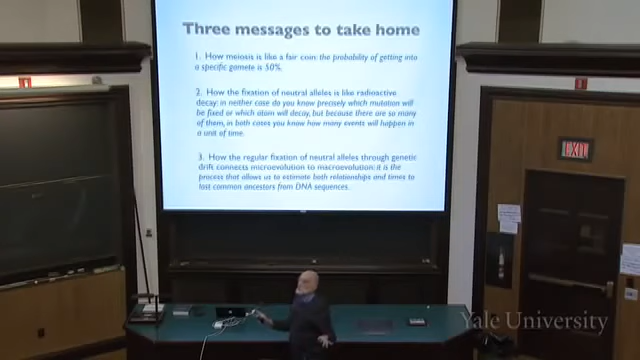 Three messages to take home
1. How meiosis is like a fair coin: the probability of getting into
a specific gamete is 50%.
2. How the fixation of neutral alleles is like radioactive
decay: in neither case do you know precisely which mutation will
be fixed or which atom will decay, but because there are so many
of them, in both cases you know how many events will happen in
a unit of time.
3. How the regular fixation of neutral alleles through genetic
drift connects microevolution to macroevolution: it is the
process that allows us to estimate both relationships and times to
last common ancestors from DNA sequences.
EXIT
Yale University